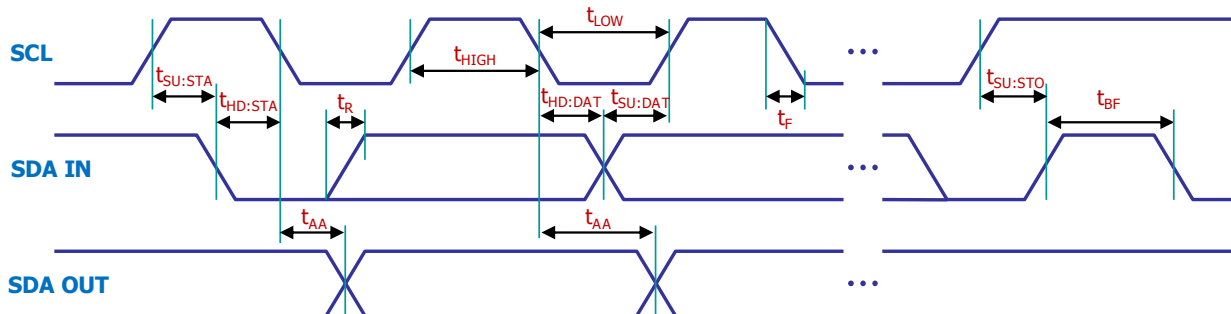 SCL
tSU:STA
tHD:STA
tHIGH
tLOW
tR
tHD:DAT
tSU:DAT
tF
tSU:STO
tBF
SDA IN
tAA
tAA
SDA OUT